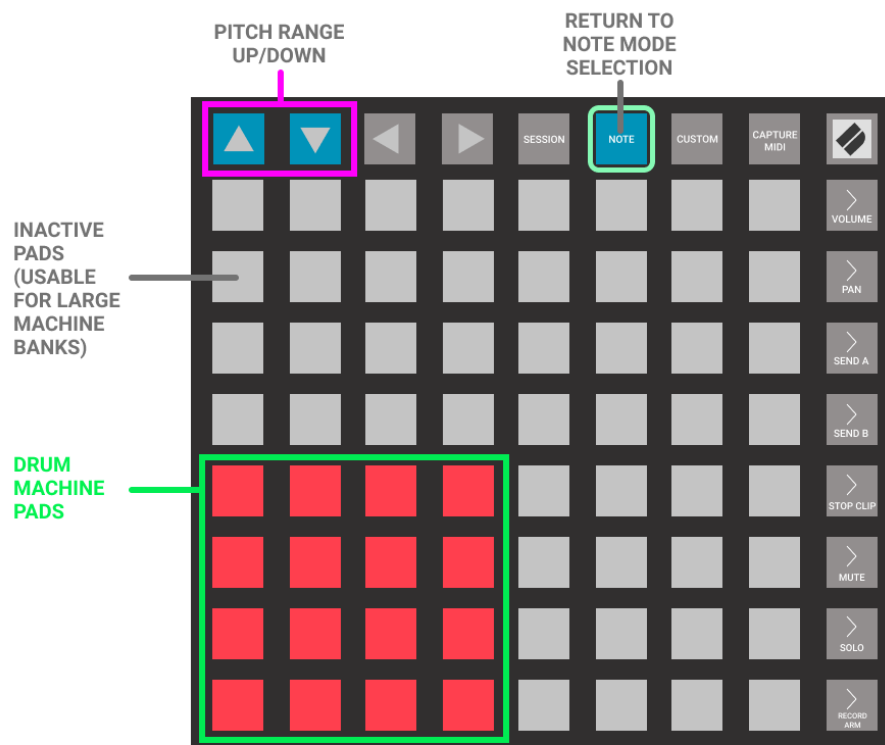 PITCH RANGE
UP/DOWN
RETURN TO
NOTE MODE
SELECTION
SESSION
NOTE
CUSTOM
CAPTURE
MIDI
INACTIVE
PADS
(USABLE
FOR LARGE
MACHINE
BANKS)
VOLUME
PAN
SEND A
SEND B
DRUM
MACHINE
PADS
STOP CLIP
MUTE
SOLO
RECORD
ARM